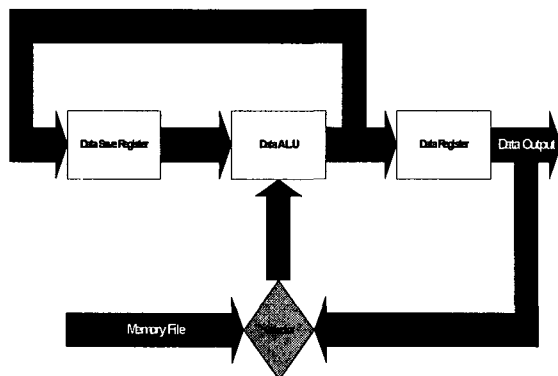 Data Save Register
Data ALU
Data Register
Data Output
Memory File